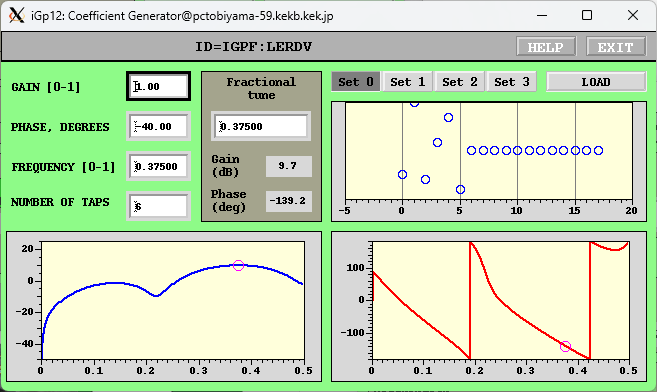 iGp12: Coefficient Generator@pctobiyama-59.kekb.kek.jp
ID=IGPF:LERDV
HELP
EXIT
GAIN [0-1]
1.00
PHASE, DEGREES
-40.00
FREQUENCY [0-1]
0.37500
NUMBER OF TAPS
6
Fractional
tune
0.37500
Gain
(dB)
9.7
Phase
(deg)
-139.2
Set 0
Set 1
Set 2
Set 3
LOAD
-5 0 5 10 15 20
20
0
-20
-40
0 0.1 0.2 0.3 0.4 0.5
100
0
-100
0 0.1 0.2 0.3 0.4 0.5